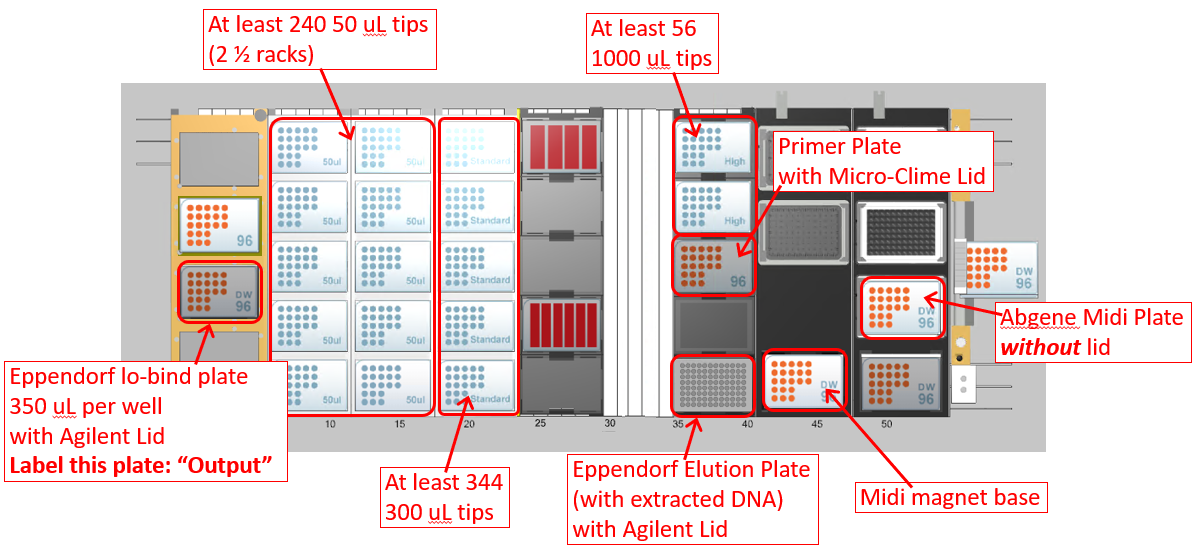 At least 240 50 uL tips
(2 ½ racks)
At least 56
1000 uL tips
Primer Plate
with Micro-Clime Lid
Abgene Midi Plate
without lid
Eppendorf lo-bind plate
350 uL per well
with Agilent Lid
Label this plate: “Output”
At least 344
300 uL tips
Eppendorf Elution Plate
(with extracted DNA)
with Agilent Lid
Midi magnet base
50ul
50ul
Standard
High
96
50ul
50ul
Standard
High
DW
96
50ul
50ul
Standard
96
DW
96
50ul
50ul
Standard
DW
96
50ul
50ul
Standard
DW
96
DW
96
10
15
20
25
30
35
40
45
50